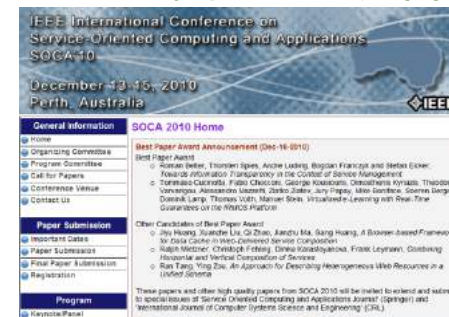 IEEE International Conference on
Service-Oriented Computing and Applications
SOCA'10
December 13-15, 2010
Perth, Australia
IEEE
General Information
Home
Organizing Committee
Program Committee
Call for Papers
Conference Venue
Contact Us
Paper Submission
Important Dates
Paper Submission
Final Paper Submission
Registration
Program
Keynote/Panel
SOCA 2010 Home
Best Paper Award Announcement (Dec-16-2010)
Best Paper Award
Roman Belter, Thorsten Spies, Andre Ludwig, Bogdan Franczyk and Stefan Eicker,
Towards Information Transparency in the Context of Service Management
Tommaso Cucinotta, Fabio Checconi, George Kousiouris, Dimosthenis Kyriazis, Theodor
Varvarigou, Alessandro Mazzetti, Zlatko Zlatev, Jury Papay, Mike Boniface, Soeren Berge
Dominik Lamp, Thomas Voith, Manuel Stein, Virtualized e-Learning with Real-Time
Guarantees on the IRMOS Platform
Other Candidates of Best Paper Award
Jiyu Huang, Xuanzhe Liu, Qi Zhao, Jianzhu Ma, Gang Huang, A Browser-based Framew
for Data Cache in Web-Delivered Service Composition
Ralph Mietzner, Christoph Fehling, Dimka Karastoyanova, Frank Leymann, Combining
Horizontal and Vertical Composition of Services
Ran Tang, Ying Zou, An Approach for Describing Heterogeneous Web Resources in a
Unified Schema
These papers and other high quality papers from SOCA 2010 will be invited to extend and subm
to special issues of 'Service Oriented Computing and Applications Journal' (Springer) and
'International Journal of Computer Systems Science and Engineering' (CRL).